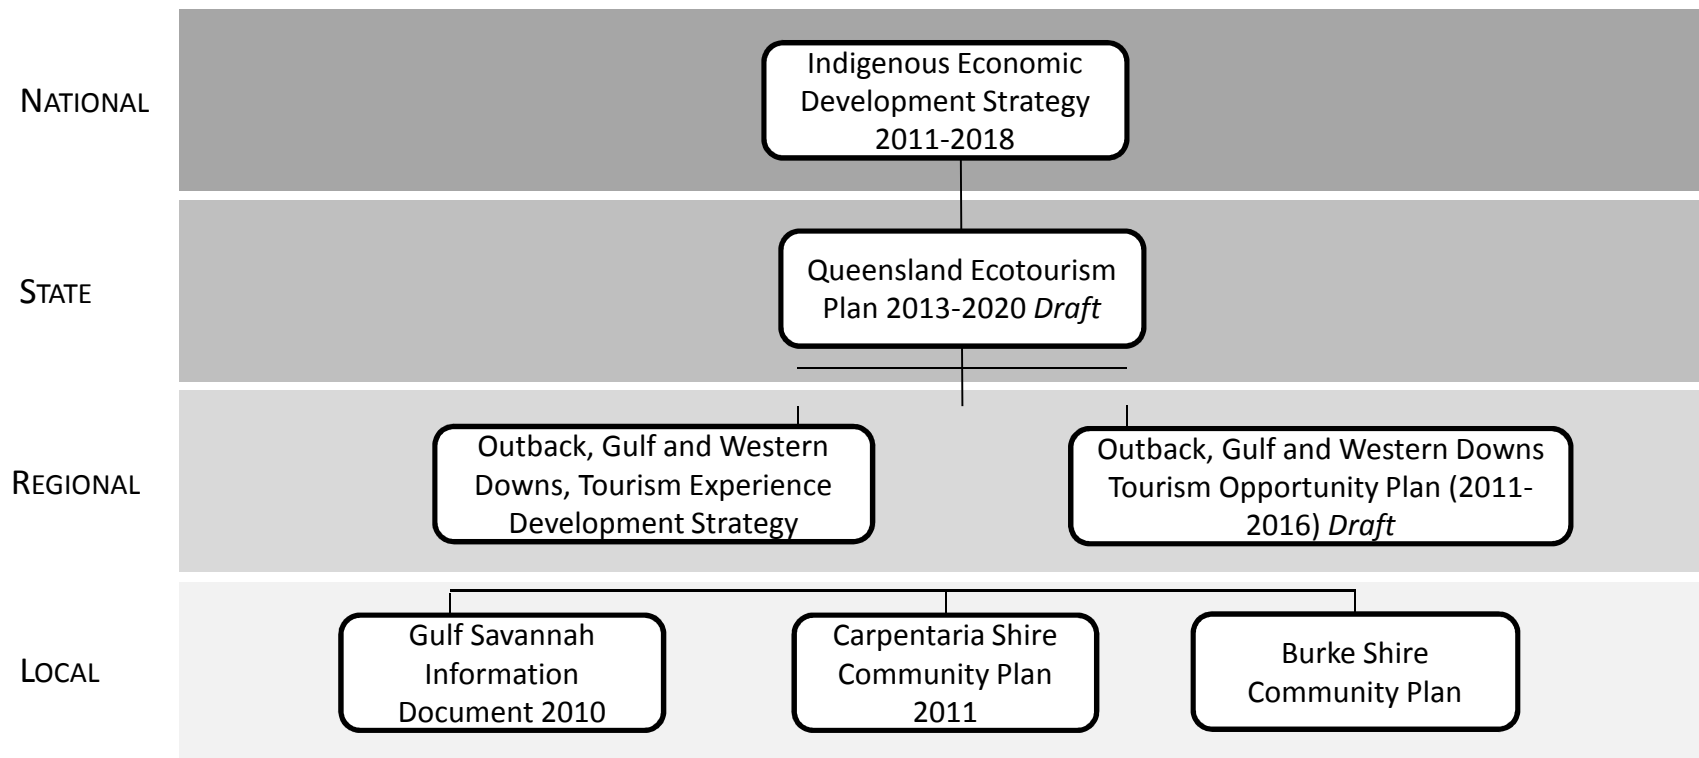 NATIONAL
Indigenous Economic
Development Strategy
2011-2018
STATE
Queensland Ecotourism
Plan 2013-2020 Draft
REGIONAL
Outback, Gulf and Western
Downs, Tourism Experience
Development Strategy
Outback, Gulf and Western Downs
Tourism Opportunity Plan (2011-
2016) Draft
LOCAL
Gulf Savannah
Information
Document 2010
Carpentaria Shire
Community Plan
2011
Burke Shire
Community Plan